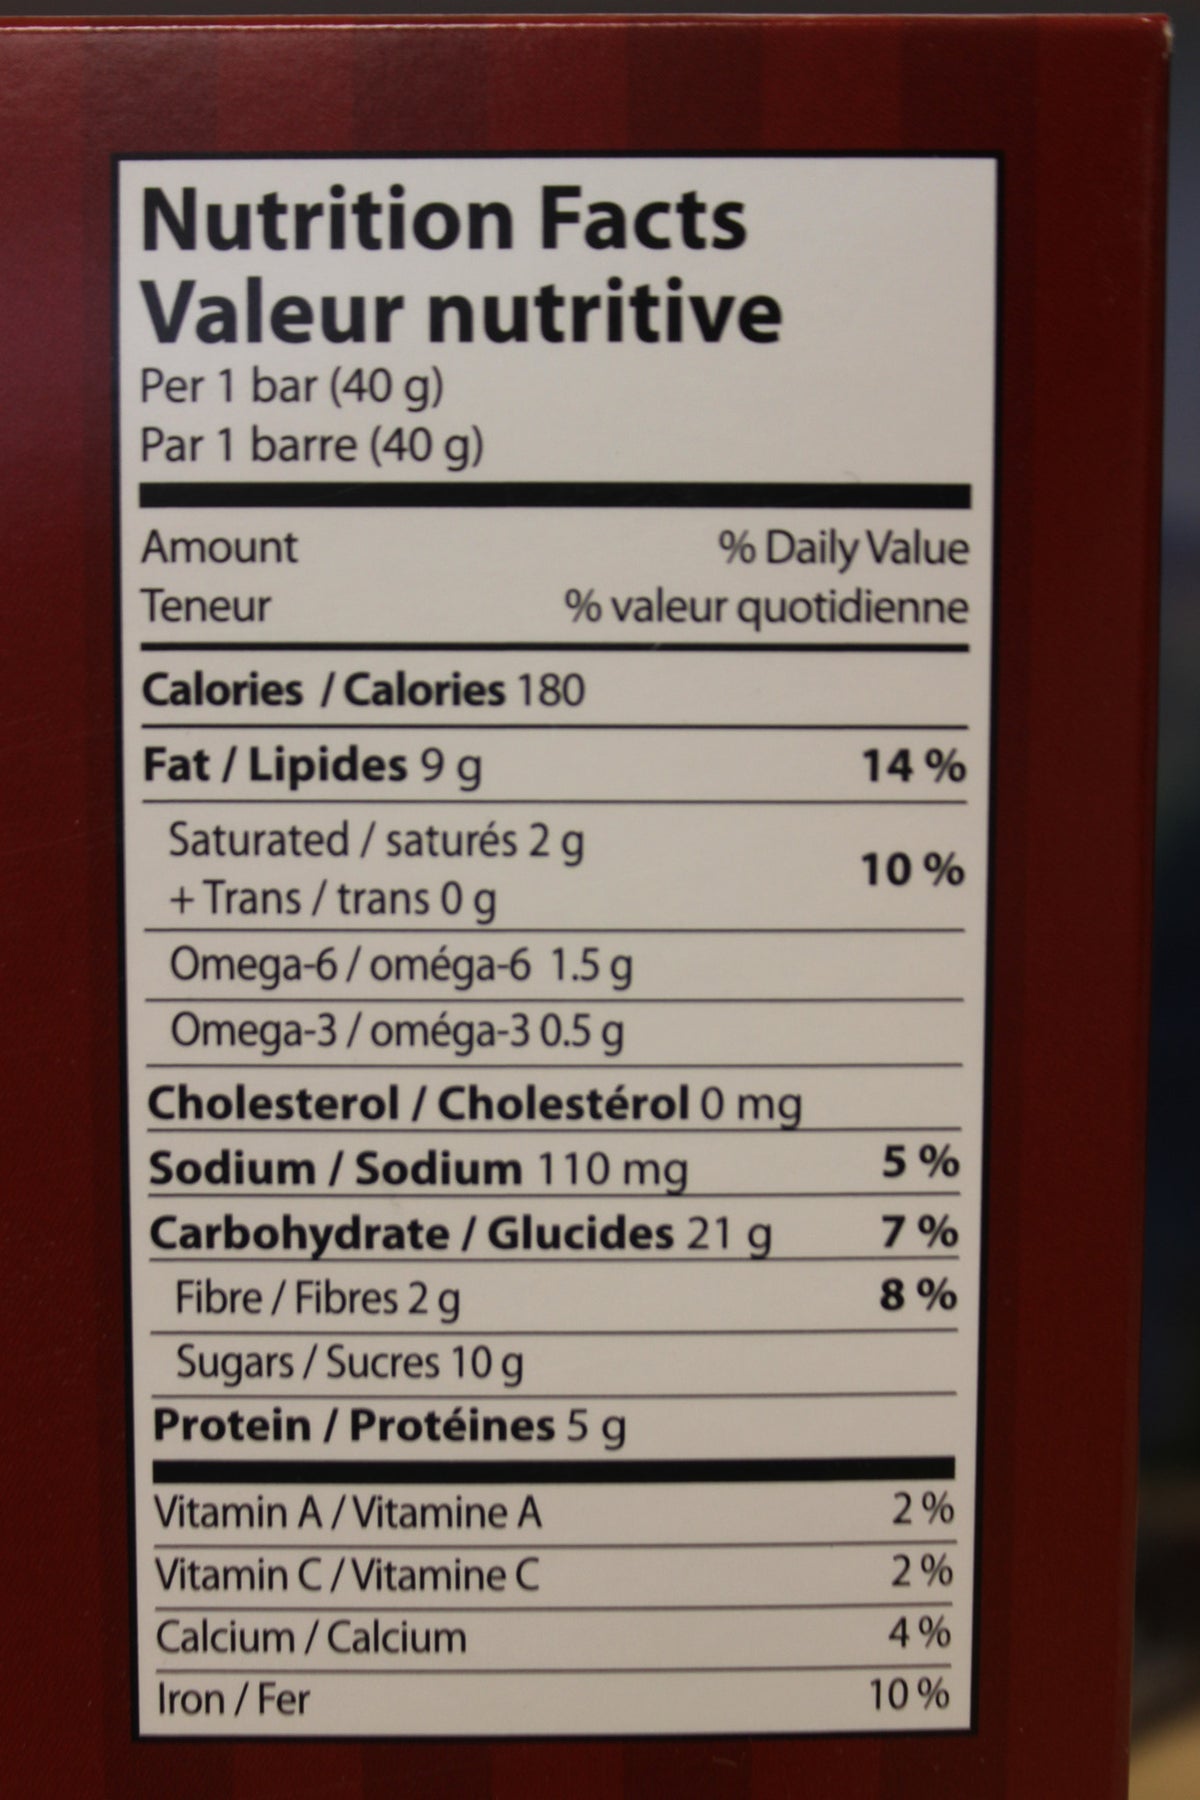 Nutrition Facts
Valeur nutritive
Per 1 bar (40 g)
Par 1 barre (40 g)
Amount % Daily Value
Teneur % valeur quotidienne
Calories / Calories 180
Fat / Lipides 9 g 14 %
Saturated / saturés 2 g
+ Trans / trans 0 g 10 %
Omega-6 / oméga-6 1.5 g
Omega-3 / oméga-3 0.5 g
Cholesterol / Cholestérol 0 mg
Sodium / Sodium 110 mg 5 %
Carbohydrate / Glucides 21 g 7 %
Fibre / Fibres 2 g 8 %
Sugars / Sucres 10 g
Protein / Protéines 5 g
Vitamin A / Vitamine A 2 %
Vitamin C / Vitamine C 2 %
Calcium / Calcium 4 %
Iron / Fer 10 %